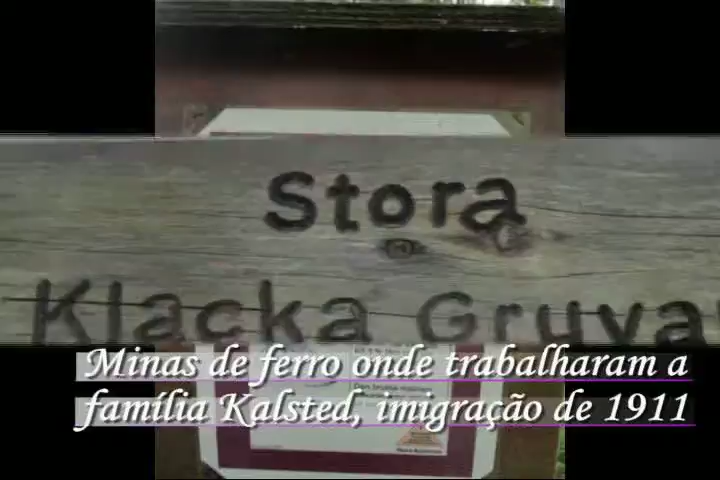 Stora
Klacka Gruva
Minas de ferro onde trabalharam a
família Kalsted, imigração de 1911